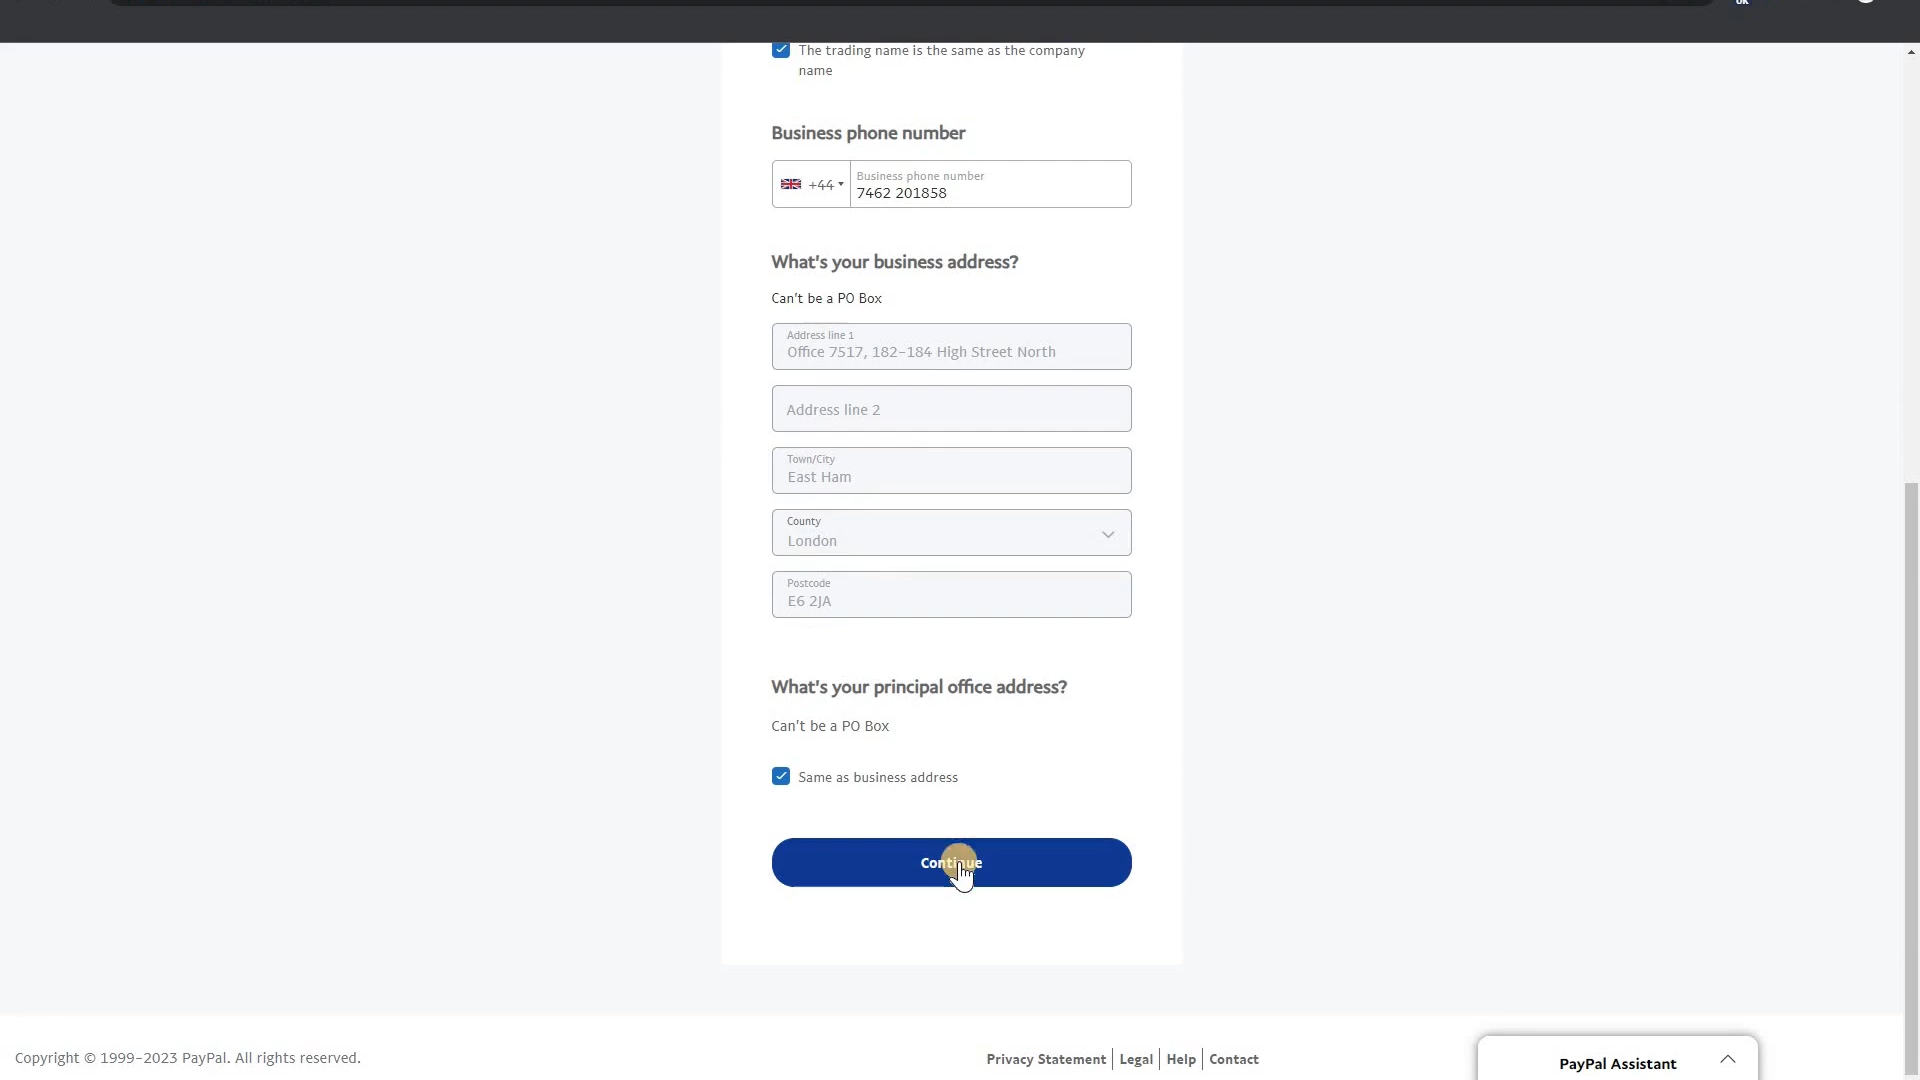 The trading name is the same as the company
name
Business phone number
+44
Business phone number
7462 201858
What's your business address?
Can't be a PO Box
Address line 1
Office 7517, 182-184 High Street North
Address line 2
Town/City
East Ham
County
London
Postcode
E6 2JA
What's your principal office address?
Can't be a PO Box
Same as business address
Continue
Copyright © 1999-2023 PayPal. All rights reserved.
Privacy Statement
Legal
Help
Contact
PayPal Assistant